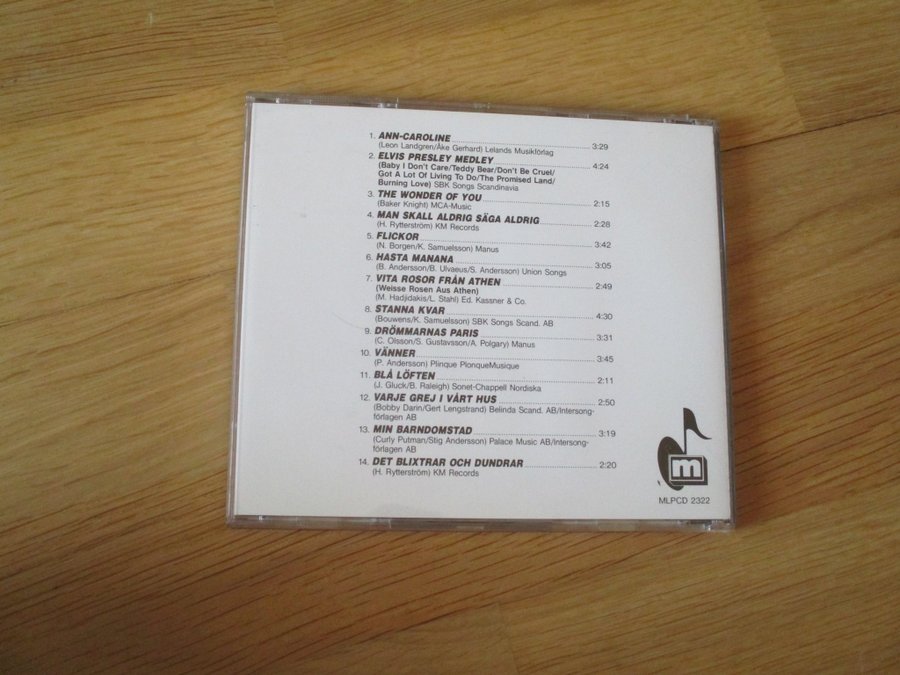 1. ANN-CAROLINE 3:29
(Leon Landgren/Åke Gerhard) Lelands Musikförlag
2. ELVIS PRESLEY MEDLEY 4:24
(Baby I Don't Care/Teddy Bear/Don't Be Cruel/
Got A Lot Of Living To Do/The Promised Land/
Burning Love) SBK Songs Scandinavia
3. THE WONDER OF YOU 2:15
(Baker Knight) MCA-Music
4. MAN SKALL ALDRIG SÄGA ALDRIG 2:28
(H. Rytterström) KM Records
5. FLICKOR 3:42
(N. Borgen/K. Samuelsson) Manus
6. HASTA MANANA 3:05
(B. Andersson/B. Ulvaeus/S. Andersson) Union Songs
7. VITA ROSOR FRÅN ATHEN 2:49
(Weisse Rosen Aus Athen)
(M. Hadjidakis/L. Stahl) Ed. Kassner & Co.
8. STANNA KVAR 4:30
(Bouwens/K. Samuelsson) SBK Songs Scand. AB
9. DRÖMMARNAS PARIS 3:31
(C. Olsson/S. Gustavsson/A. Polgary) Manus
10. VÄNNER 3:45
(P. Andersson) Plinque PlonqueMusique
11. BLÅ LÖFTEN 2:11
(J. Gluck/B. Raleigh) Sonet-Chappell Nordiska
12. VARJE GREJ I VÅRT HUS 2:50
(Bobby Darin/Gert Lengstrand) Belinda Scand. AB/Intersong-
förlagen AB
13. MIN BARNDOMSTAD 3:19
(Curly Putman/Stig Andersson) Palace Music AB/Intersong-
förlagen AB
14. DET BLIXTRAR OCH DUNDRAR 2:20
(H. Rytterström) KM Records
m
MLPCD 2322